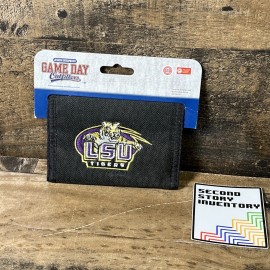 GAME DAY
Outfitters
LSU
TIGERS
SECOND
STORY
INVENTORY